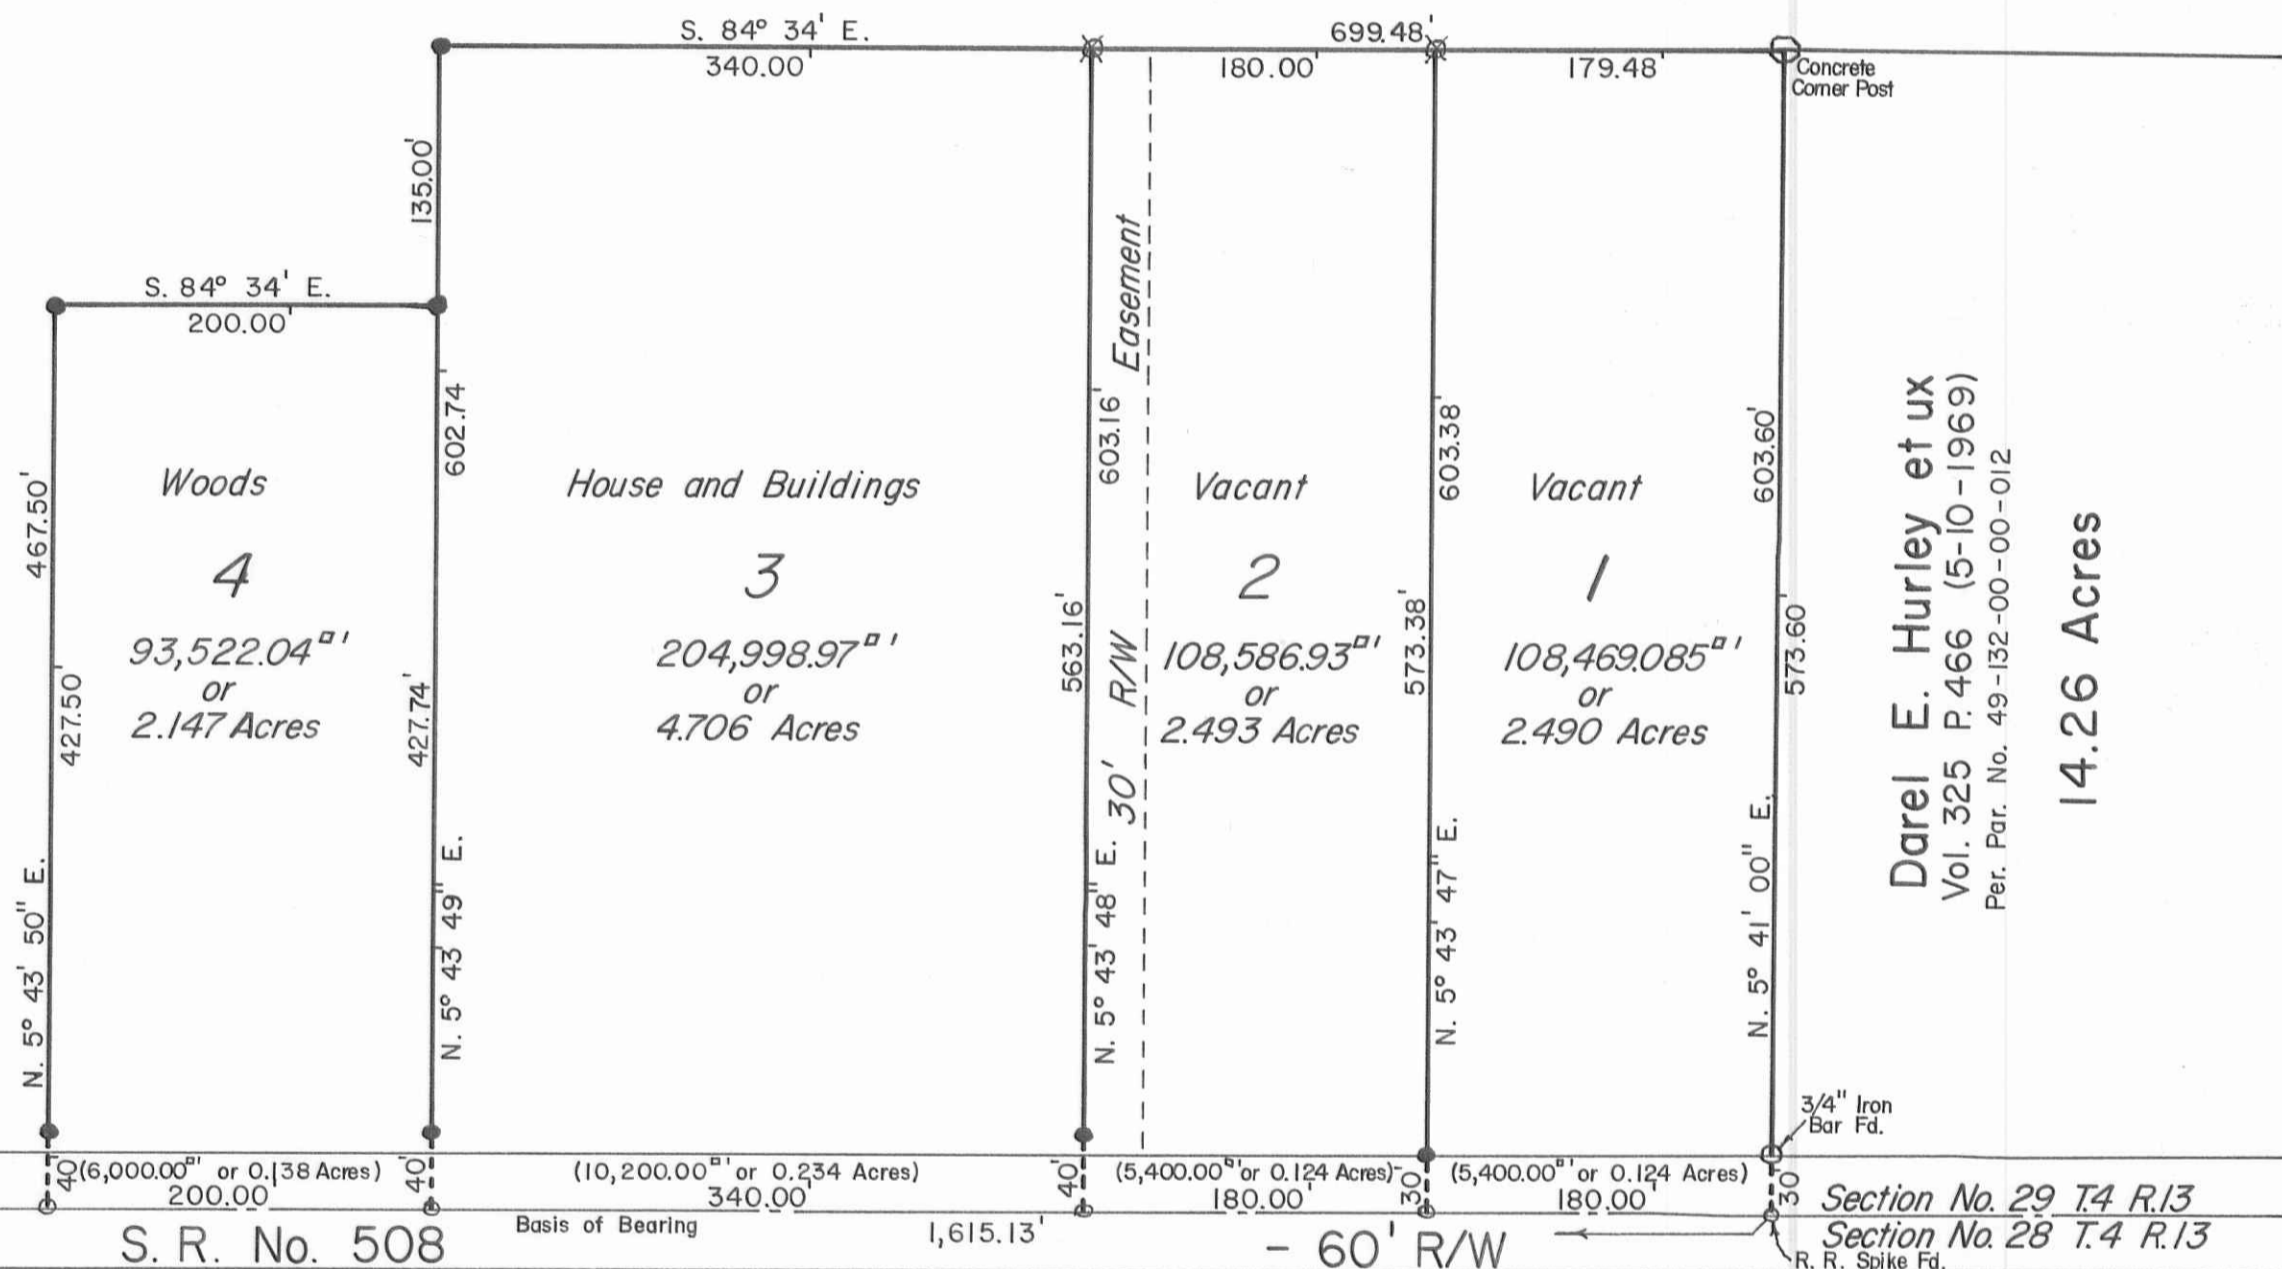 S. 84° 34' E.
699.48'
340.00'
180.00'
179.48'
Concrete
Corner Post
135.00'
S. 84° 34' E.
200.00'
467.50'
427.50'
N. 5° 43' 50" E.
Woods
4
93,522.04□'
or
2.147 Acres
602.74'
427.74'
N. 5° 43' 49" E.
House and Buildings
3
204,998.97□'
or
4.706 Acres
563.16'
603.16'
N. 5° 43' 48" E.
30' R/W Easement
Vacant
2
108,586.93□'
or
2.493 Acres
573.38'
603.38'
N. 5° 43' 47" E.
Vacant
1
108,469.085□'
or
2.490 Acres
603.60'
573.60'
N. 5° 41' 00" E.
Darel E. Hurley et ux
Vol. 325 P. 466 (5-10-1969)
Per. Par. No. 49-132-00-00-012
14.26 Acres
3/4" Iron
Bar Fd.
40'
(6,000.00□' or 0.138 Acres)
200.00'
40'
(10,200.00□' or 0.234 Acres)
340.00'
40'
(5,400.00□' or 0.124 Acres)
180.00'
30'
(5,400.00□' or 0.124 Acres)
180.00'
30'
Section No. 29 T.4 R.13
Section No. 28 T.4 R.13
Basis of Bearing
1,615.13'
S. R. No. 508
- 60' R/W
R. R. Spike Fd.